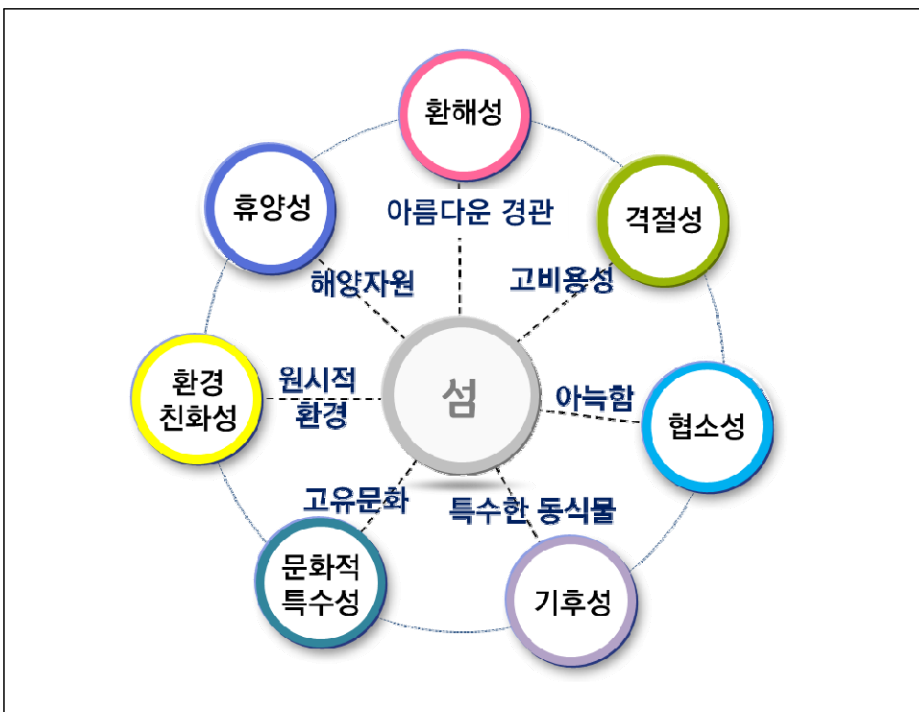 환해성
휴양성
아름다운 경관
격절성
해양자원
고비용성
환경
친화성
원시적
환경
섬
아늑함
협소성
고유문화
특수한 동식물
문화적
특수성
기후성